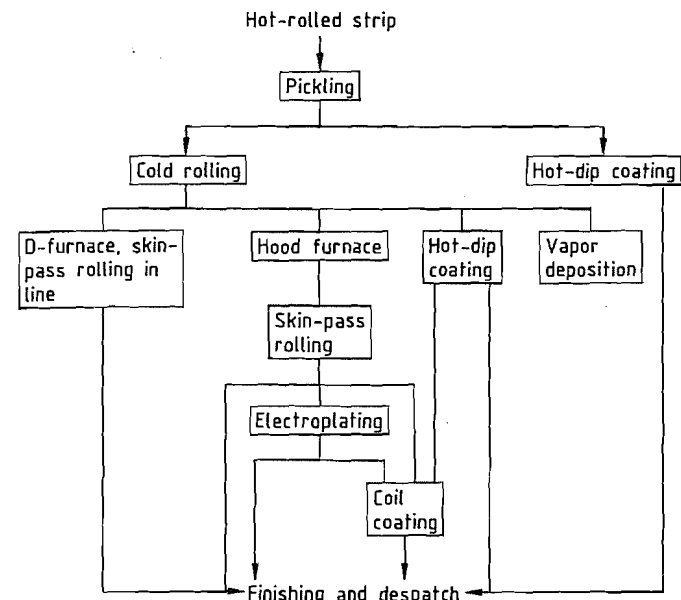 Hot-rolled strip
Pickling
Cold rolling
Hot-dip coating
D-furnace, skin-
pass rolling in
line
Hood furnace
Hot-dip
coating
Vapor
deposition
Skin-pass
rolling
Electroplating
Coil
coating
Finishing and despatch